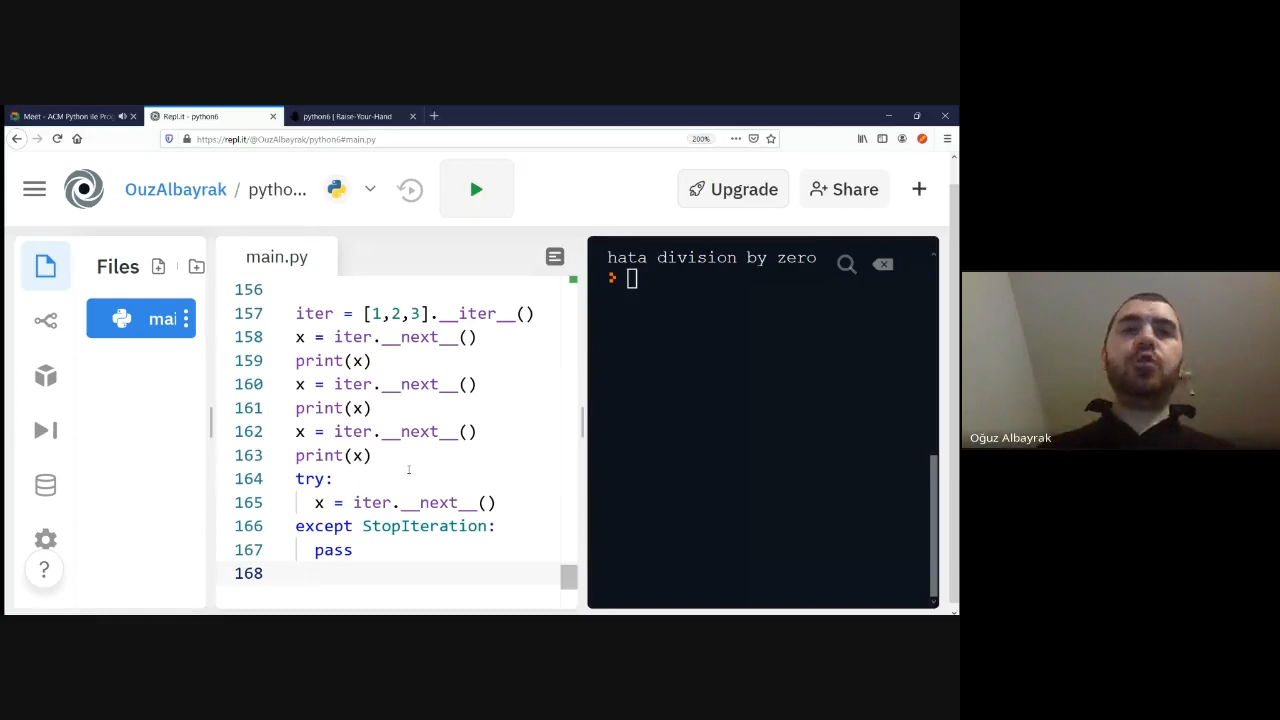 Meet - ACM Python ile Pro
Repl.it - python6
python6 | Raise-Your-Hand
https://repl.it/@OuzAlbayrak/python6#main.py
200%
OuzAlbayrak / pytho...
Upgrade
Share
Files
mai
main.py
156
157 iter = [1,2,3].__iter__()
158 x = iter.__next__()
159 print(x)
160 x = iter.__next__()
161 print(x)
162 x = iter.__next__()
163 print(x)
164 try:
165 x = iter.__next__()
166 except StopIteration:
167 pass
168
hata division by zero
Oğuz Albayrak